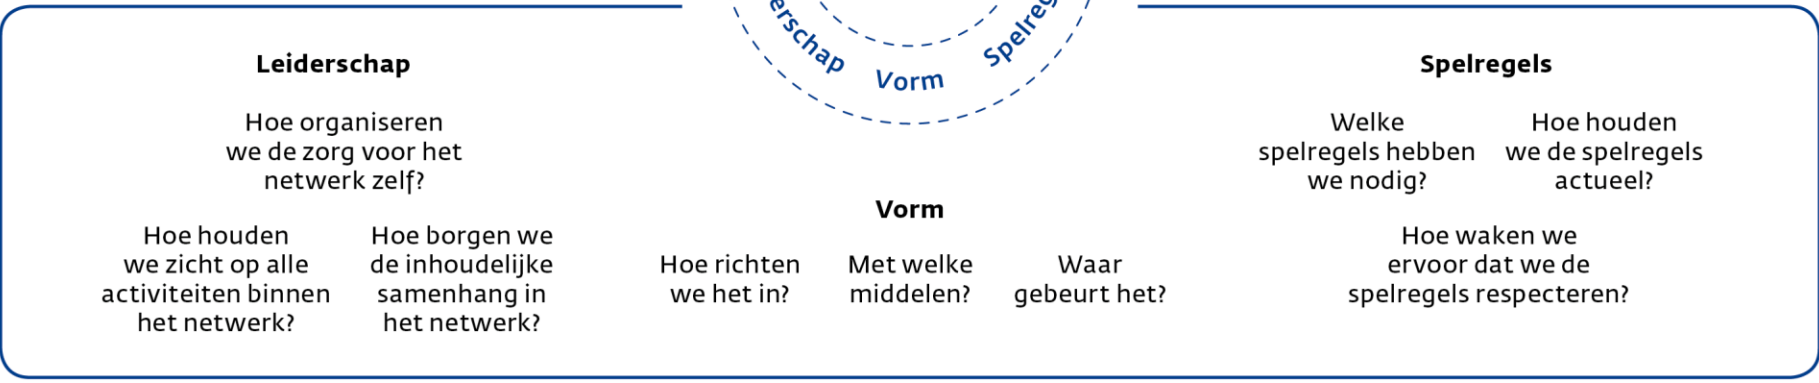 erschap
Vorm
Spelreg
Leiderschap
Hoe organiseren
we de zorg voor het
netwerk zelf?
Hoe houden
we zicht op alle
activiteiten binnen
het netwerk?
Hoe borgen we
de inhoudelijke
samenhang in
het netwerk?
Vorm
Hoe richten
we het in?
Met welke
middelen?
Waar
gebeurt het?
Spelregels
Welke
spelregels hebben
we nodig?
Hoe houden
we de spelregels
actueel?
Hoe waken we
ervoor dat we de
spelregels respecteren?